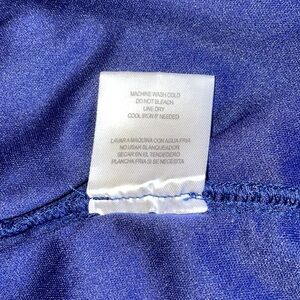 MACHINE WASH COLD
DO NOT BLEACH
LINE DRY
COOL IRON IF NEEDED
LAVAR A MAQUINA CON AGUA FRIA
NO USAR BLANQUEADOR
SECAR EN EL TENDEDERO
PLANCHA FRIA SI SE NECESITA